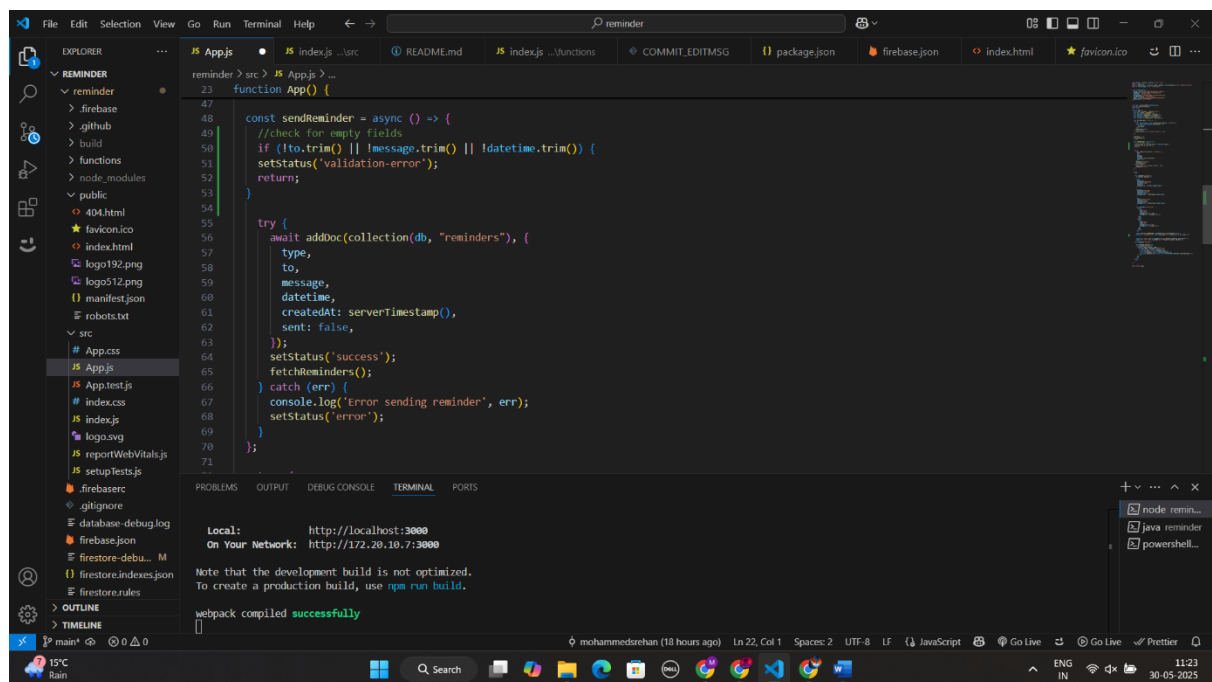 File Edit Selection View Go Run Terminal Help
reminder
EXPLORER
REMINDER
reminder
.firebase
.github
build
functions
node_modules
public
404.html
favicon.ico
index.html
logo192.png
logo512.png
manifest.json
robots.txt
src
App.css
App.js
App.test.js
index.css
index.js
logo.svg
reportWebVitals.js
setupTests.js
.firebaserc
.gitignore
database-debug.log
firebase.json
firestore-debu... M
firestore.indexes.json
firestore.rules
OUTLINE
TIMELINE
JS App.js JS index.js ...\src README.md JS index.js ...\functions COMMIT_EDITMSG {} package.json firebase.json index.html favicon.ico
reminder > src > JS App.js > ...
23 function App() {
47
48 const sendReminder = async () => {
49 //check for empty fields
50 if (!to.trim() || !message.trim() || !datetime.trim()) {
51 setStatus('validation-error');
52 return;
53 }
54
55 try {
56 await addDoc(collection(db, "reminders"), {
57 type,
58 to,
59 message,
60 datetime,
61 createdAt: serverTimestamp(),
62 sent: false,
63 });
64 setStatus('success');
65 fetchReminders();
66 } catch (err) {
67 console.log('Error sending reminder', err);
68 setStatus('error');
69 }
70 };
71
PROBLEMS OUTPUT DEBUG CONSOLE TERMINAL PORTS
Local: http://localhost:3000
On Your Network: http://172.20.10.7:3000
Note that the development build is not optimized.
To create a production build, use npm run build.
webpack compiled successfully
node remin...
java reminder
powershell...
main* 0 0 mohammedsrehan (18 hours ago) Ln 22, Col 1 Spaces: 2 UTF-8 LF JavaScript Go Live Go Live Prettier
7
15°C
Rain
Search
DELL
ENG
IN
11:23
30-05-2025